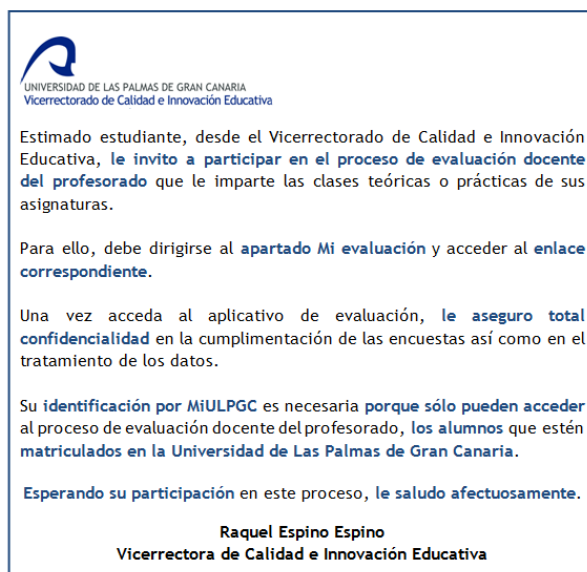 UNIVERSIDAD DE LAS PALMAS DE GRAN CANARIA
Vicerrectorado de Calidad e Innovación Educativa
Estimado estudiante, desde el Vicerrectorado de Calidad e Innovación
Educativa, le invito a participar en el proceso de evaluación docente
del profesorado que le imparte las clases teóricas o prácticas de sus
asignaturas.
Para ello, debe dirigirse al apartado Mi evaluación y acceder al enlace
correspondiente.
Una vez acceda al aplicativo de evaluación, le aseguro total
confidencialidad en la cumplimentación de las encuestas así como en el
tratamiento de los datos.
Su identificación por MiULPGC es necesaria porque sólo pueden acceder
al proceso de evaluación docente del profesorado, los alumnos que estén
matriculados en la Universidad de Las Palmas de Gran Canaria.
Esperando su participación en este proceso, le saludo afectuosamente.
Raquel Espino Espino
Vicerrectora de Calidad e Innovación Educativa